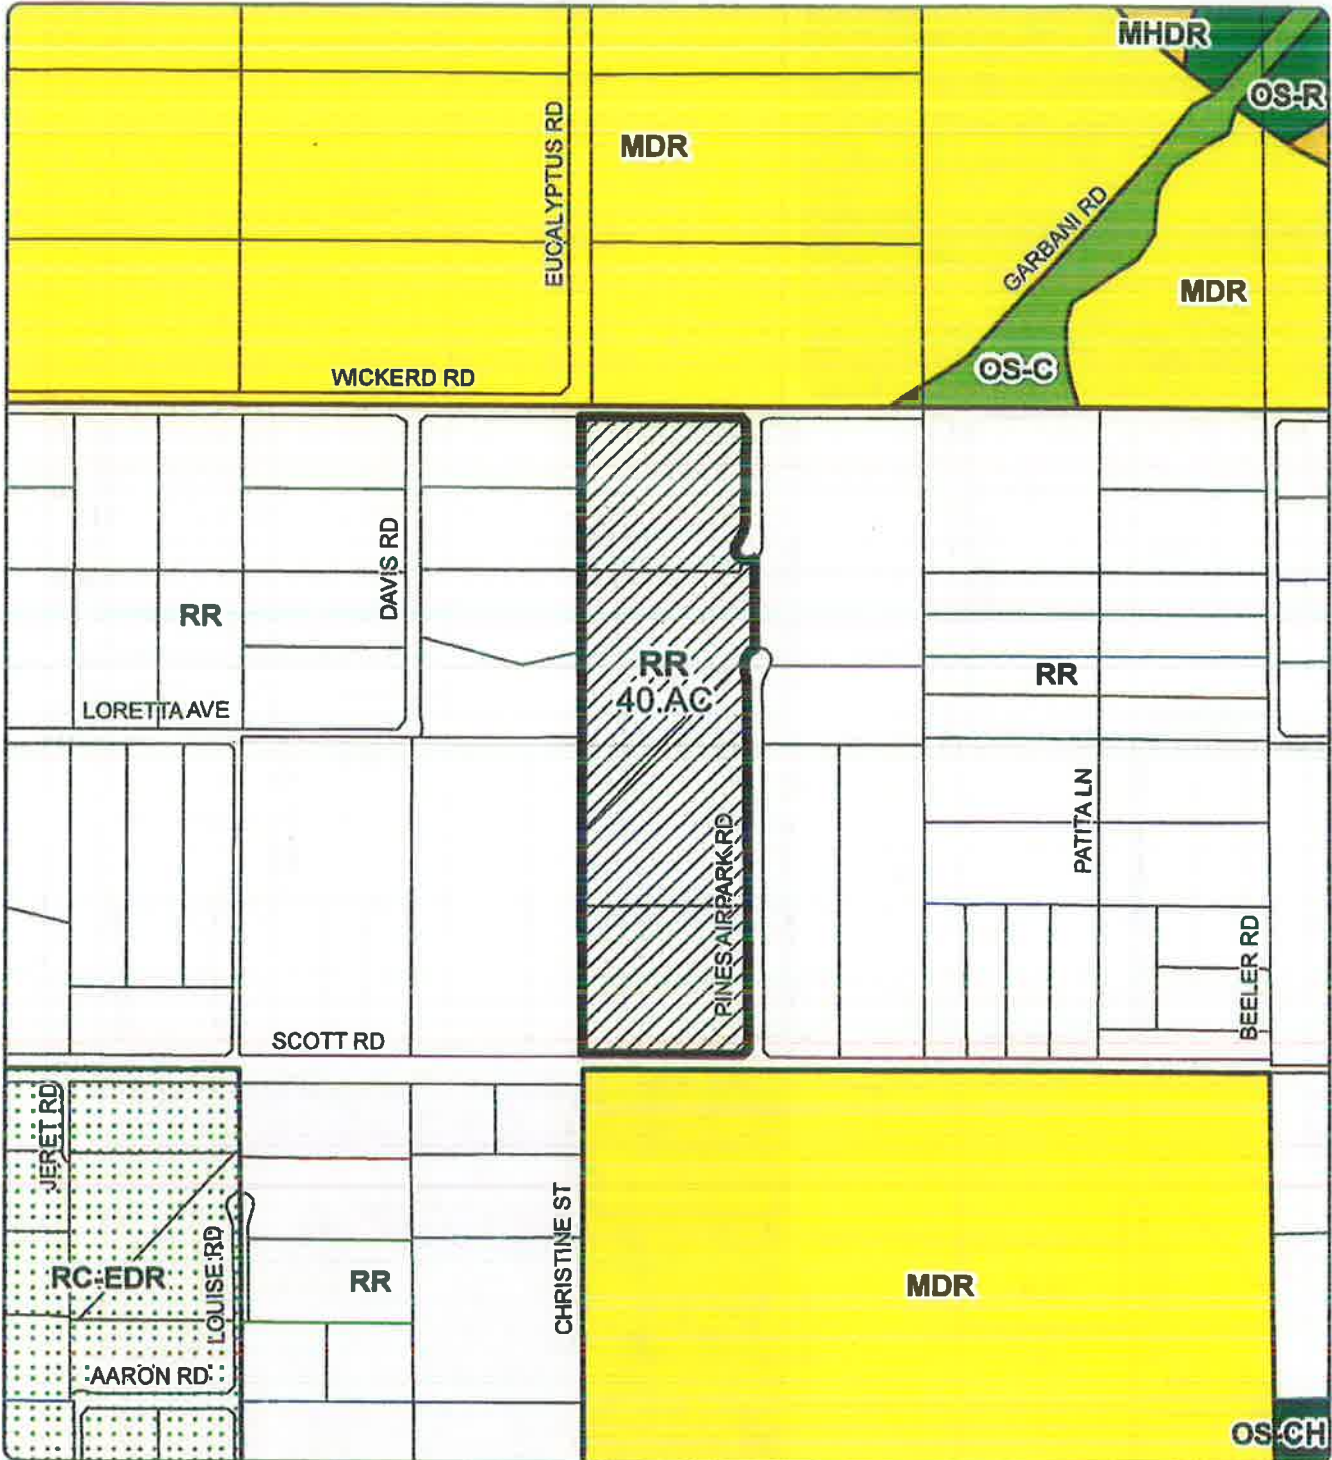 MHDR
OS-R
EUCALYPTUS RD
MDR
GARBANI RD
MDR
OS-C
WICKERD RD
DAVIS RD
RR
RR
40.AC
RR
LORETTA AVE
PATITA LN
PINES AIRPARK RD
BEELER RD
SCOTT RD
JERET RD
CHRISTINE ST
LOUISE RD
RC-EDR
RR
MDR
AARON RD
OS-CH